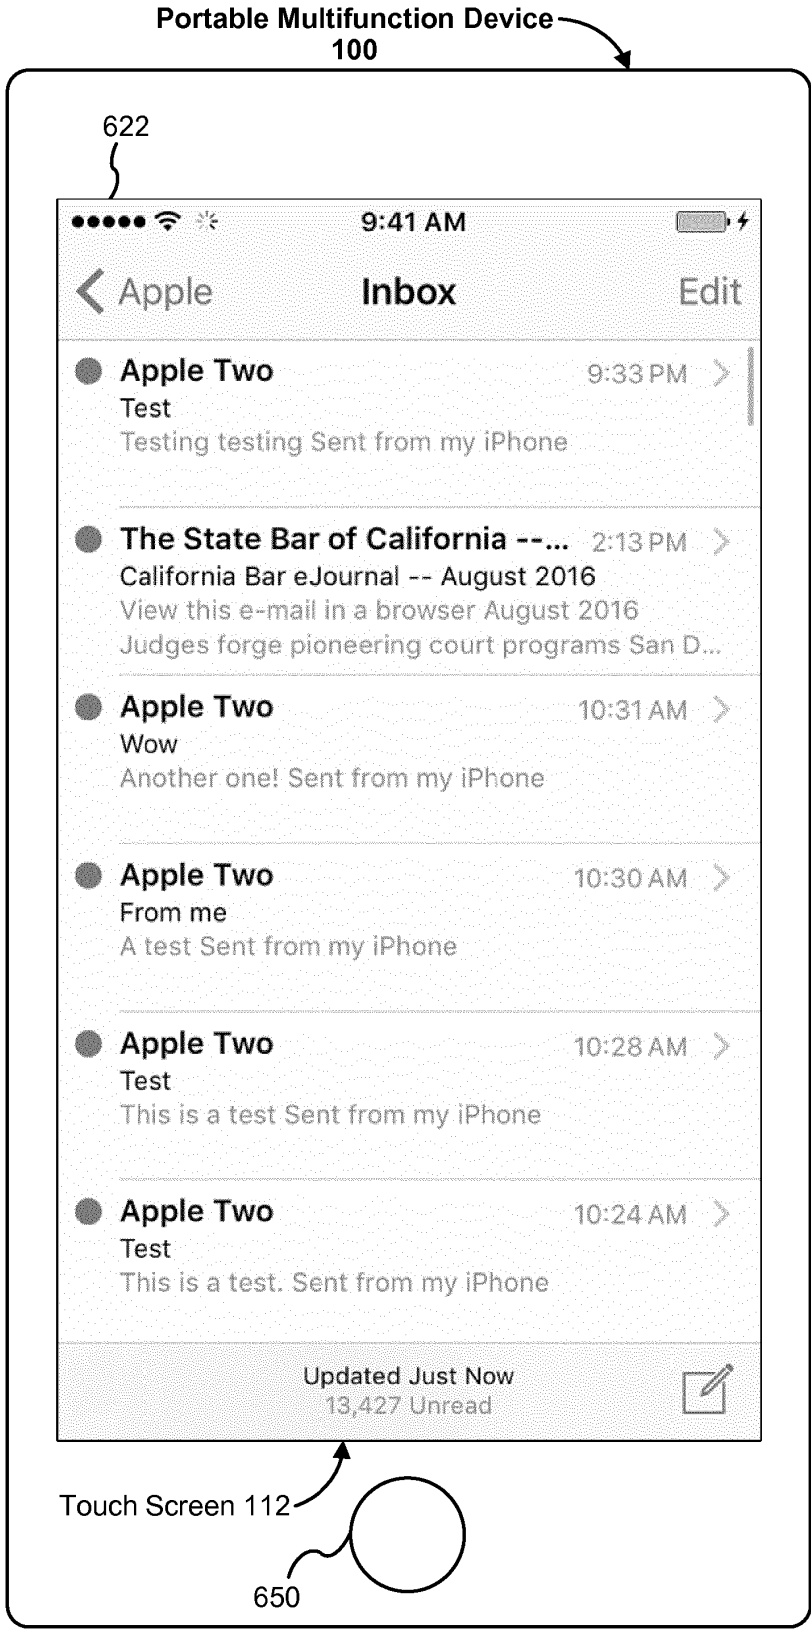 Portable Multifunction Device
100
622
9:41 AM
Apple
Inbox
Edit
Apple Two
9:33 PM
Test
Testing testing Sent from my iPhone
The State Bar of California --...
2:13 PM
California Bar eJournal -- August 2016
View this e-mail in a browser August 2016
Judges forge pioneering court programs San D...
Apple Two
10:31 AM
Wow
Another one! Sent from my iPhone
Apple Two
10:30 AM
From me
A test Sent from my iPhone
Apple Two
10:28 AM
Test
This is a test Sent from my iPhone
Apple Two
10:24 AM
Test
This is a test. Sent from my iPhone
Updated Just Now
13,427 Unread
Touch Screen 112
650